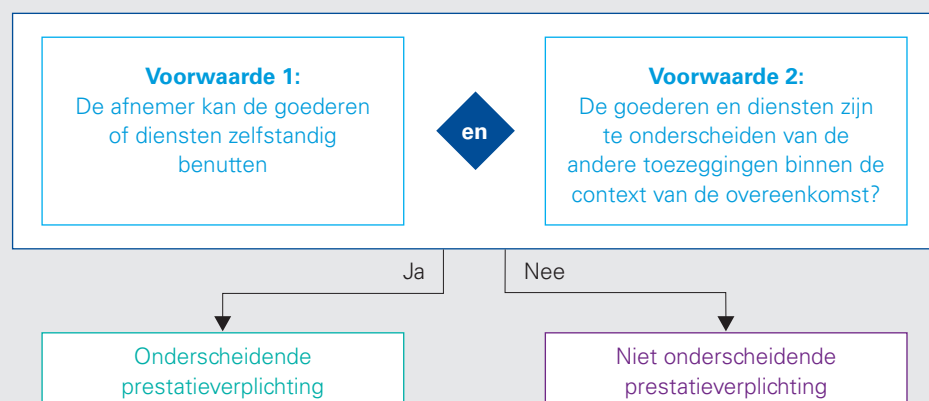 Voorwaarde 1:
De afnemer kan de goederen
of diensten zelfstandig
benutten
en
Voorwaarde 2:
De goederen en diensten zijn
te onderscheiden van de
andere toezeggingen binnen de
context van de overeenkomst?
Ja
Nee
Onderscheidende
prestatieverplichting
Niet onderscheidende
prestatieverplichting